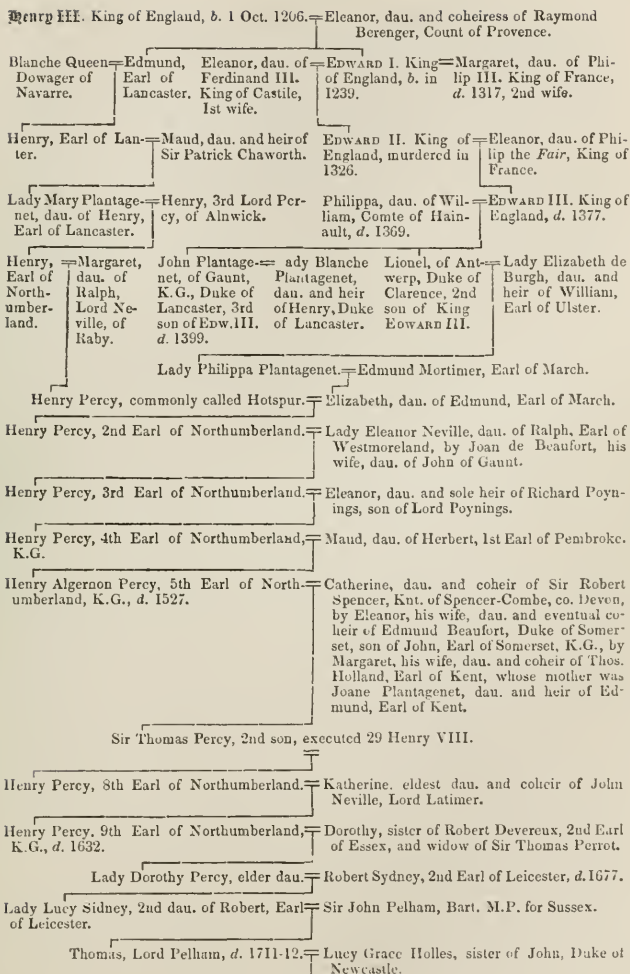 Henry III. King of England, b. 1 Oct. 1206.=Eleanor, dau. and coheiress of Raymond
Berenger, Count of Provence.
Blanche Queen=Edmund,
Dowager of Earl of
Navarre. Lancaster.
Eleanor, dau. of=EDWARD I. King=Margaret, dau. of Phi-
Ferdinand III. of England, b. in lip III. King of France,
King of Castile, 1239. d. 1317, 2nd wife.
1st wife.
Henry, Earl of Lan-=Maud, dau. and heir of
ter. Sir Patrick Chaworth.
EDWARD II. King of=Eleanor, dau. of Phi-
England, murdered in lip the Fair, King of
1326. France.
Lady Mary Plantage-=Henry, 3rd Lord Per-
net, dau. of Henry, cy, of Alnwick.
Earl of Lancaster.
Philippa, dau. of Wil-=EDWARD III. King of
liam, Comte of Hain- England, d. 1377.
ault, d. 1369.
Henry, =Margaret,
Earl of dau. of
North- Ralph,
umber- Lord Ne-
land. ville, of
Raby.
John Plantage-= ady Blanche
net, of Gaunt, Plantagenet,
K.G., Duke of dau. and heir
Lancaster, 3rd of Henry, Duke
son of Edw. III. of Lancaster.
d. 1399.
Lionel, of Ant-=Lady Elizabeth de
werp, Duke of Burgh, dau. and
Clarence, 2nd heir of William,
son of King Earl of Ulster.
EDWARD III.
Lady Philippa Plantagenet.=Edmund Mortimer, Earl of March.
Henry Percy, commonly called Hotspur.=Elizabeth, dau. of Edmund, Earl of March.
Henry Percy, 2nd Earl of Northumberland.=Lady Eleanor Neville, dau. of Ralph, Earl of
Westmoreland, by Joan de Beaufort, his
wife, dau. of John of Gaunt.
Henry Percy, 3rd Earl of Northumberland.=Eleanor, dau. and sole heir of Richard Poyn-
ings, son of Lord Poynings.
Henry Percy, 4th Earl of Northumberland,=Maud, dau. of Herbert, 1st Earl of Pembroke.
K.G.
Henry Algernon Percy, 5th Earl of North-=Catherine, dau. and coheir of Sir Robert
umberland, K.G., d. 1527. Spencer, Knt. of Spencer-Combe, co. Devon,
by Eleanor, his wife, dau. and eventual co-
heir of Edmund Beaufort, Duke of Somer-
set, son of John, Earl of Somerset, K.G., by
Margaret, his wife, dau. and coheir of Thos.
Holland, Earl of Kent, whose mother was
Joane Plantagenet, dau. and heir of Ed-
mund, Earl of Kent.
Sir Thomas Percy, 2nd son, executed 29 Henry VIII.
Henry Percy, 8th Earl of Northumberland.=Katherine. eldest dau. and coheir of John
Neville, Lord Latimer.
Henry Percy. 9th Earl of Northumberland,=Dorothy, sister of Robert Devereux, 2nd Earl
K.G., d. 1632. of Essex, and widow of Sir Thomas Perrot.
Lady Dorothy Percy, elder dau.=Robert Sydney, 2nd Earl of Leicester, d. 1677.
Lady Lucy Sidney, 2nd dau. of Robert, Earl=Sir John Pelham, Bart. M.P. for Sussex.
of Leicester.
Thomas, Lord Pelham, d. 1711-12.=Lucy Grace Holles, sister of John, Duke of
Newcastle.